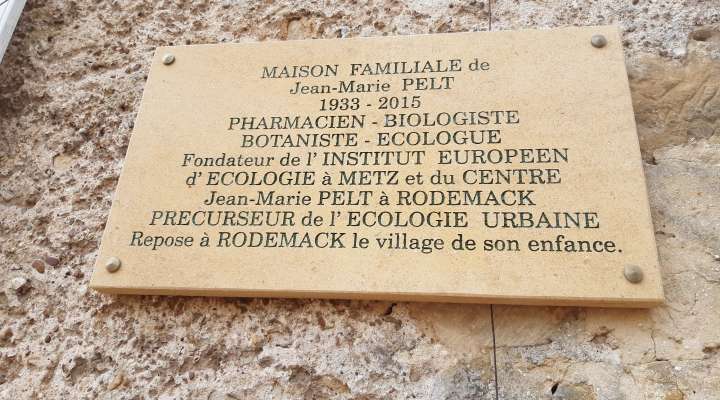 MAISON FAMILIALE de
Jean-Marie PELT
1933 - 2015
PHARMACIEN - BIOLOGISTE
BOTANISTE - ECOLOGUE
Fondateur de l' INSTITUT EUROPEEN
d' ECOLOGIE à METZ et du CENTRE
Jean-Marie PELT à RODEMACK
PRECURSEUR de l' ECOLOGIE URBAINE
Repose à RODEMACK le village de son enfance.